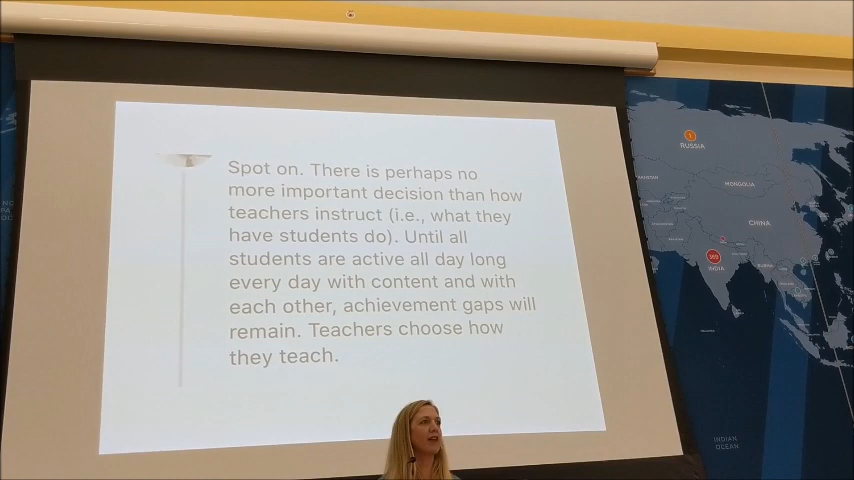 Spot on. There is perhaps no
more important decision than how
teachers instruct (i.e., what they
have students do). Until all
students are active all day long
every day with content and with
each other, achievement gaps will
remain. Teachers choose how
they teach.
1
RUSSIA
MONGOLIA
CHINA
INDIA
INDIAN
OCEAN